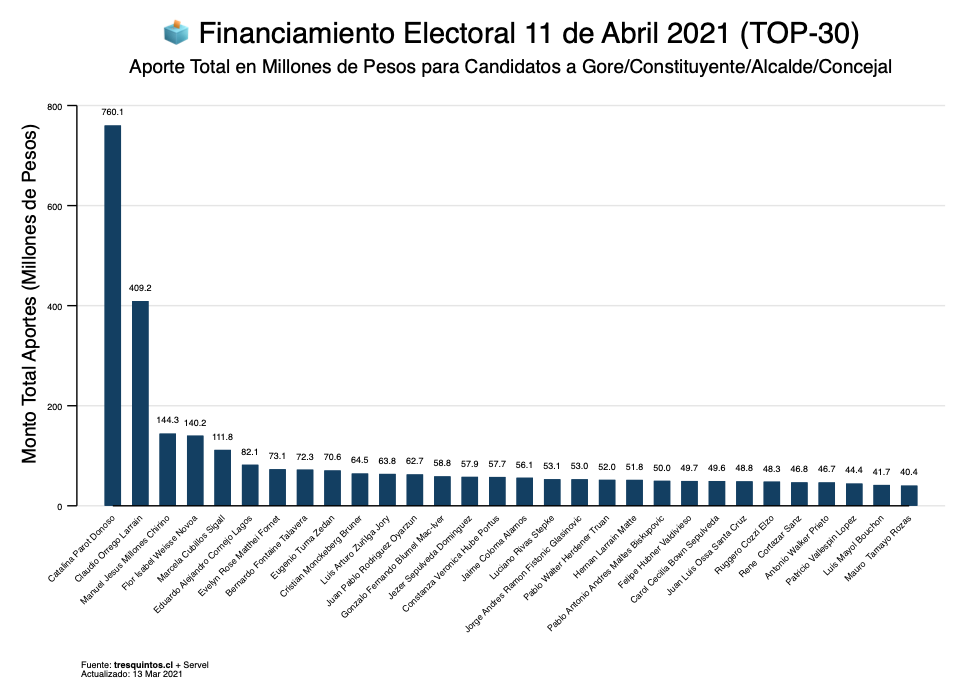 Financiamiento Electoral 11 de Abril 2021 (TOP-30)
Aporte Total en Millones de Pesos para Candidatos a Gore/Constituyente/Alcalde/Concejal
Monto Total Aportes (Millones de Pesos)
800
600
400
200
0
760.1
409.2
144.3
140.2
111.8
82.1
73.1
72.3
70.6
64.5
63.8
62.7
58.8
57.9
57.7
56.1
53.1
53.0
52.0
51.8
50.0
49.7
49.6
48.8
48.3
46.8
46.7
44.4
41.7
40.4
Catalina Parot Donoso
Claudio Orrego Larrain
Manuel Jesus Millones Chirino
Flor Isabel Weisse Novoa
Marcela Cubillos Sigall
Eduardo Alejandro Cornejo Lagos
Evelyn Rose Matthei Fornet
Bernardo Fontaine Talavera
Eugenio Tuma Zedan
Cristian Monckeberg Bruner
Luis Arturo Zuñiga Jory
Juan Pablo Rodriguez Oyarzun
Gonzalo Fernando Blumel Mac-Iver
Jezer Sepulveda Dominguez
Constanza Veronica Hube Portus
Jaime Coloma Alamos
Luciano Rivas Stepke
Jorge Andres Ramon Fistonic Glasinovic
Pablo Walter Herdener Truan
Hernan Larrain Matte
Pablo Antonio Andres Maltes Biskupovic
Felipe Hubner Valdivieso
Carol Cecilia Bown Sepulveda
Juan Luis Ossa Santa Cruz
Ruggero Cozzi Elzo
Rene Cortazar Sanz
Antonio Walker Prieto
Patricio Vallespin Lopez
Luis Mayol Bouchon
Mauro Tamayo Rozas
Fuente: tresquintos.cl + Servel
Actualizado: 13 Mar 2021